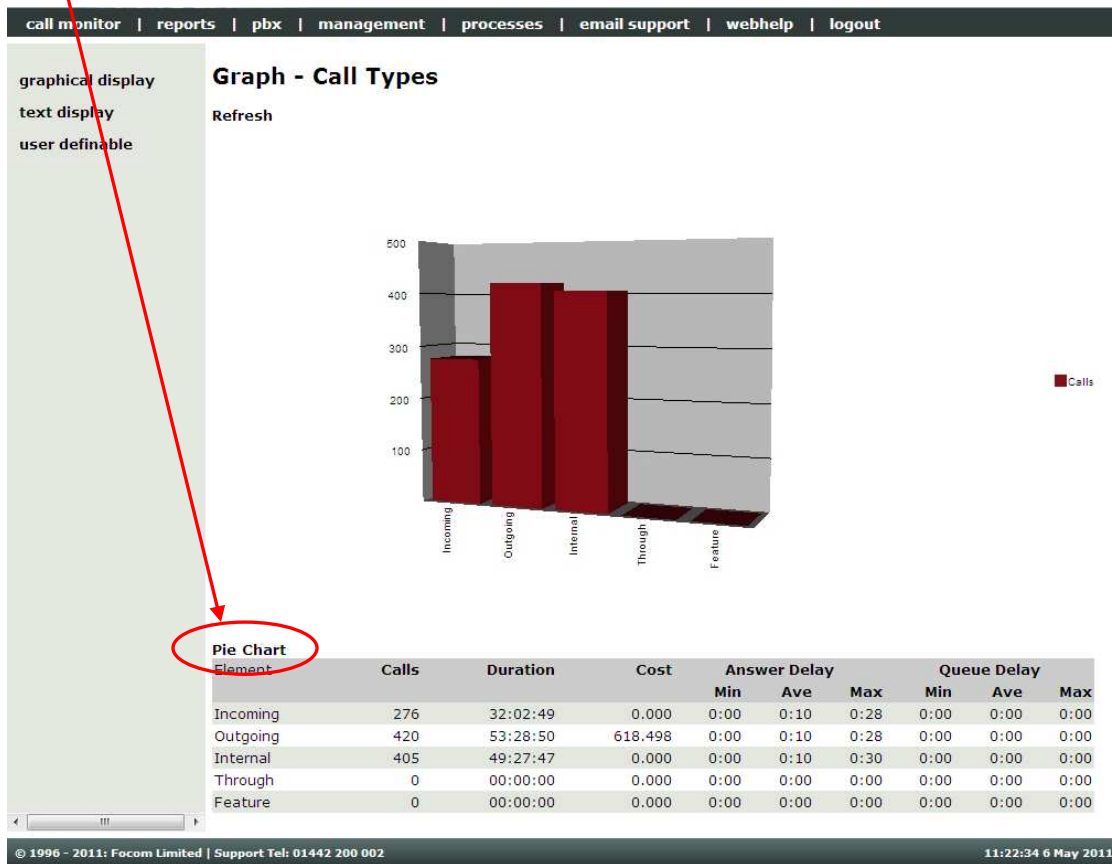 call monitor | reports | pbx | management | processes | email support | webhelp | logout
graphical display
text display
user definable
Graph - Call Types
Refresh
500
400
300
200
100
Incoming
Outgoing
Internal
Through
Feature
Calls
Pie Chart
Element Calls Duration Cost Answer Delay Queue Delay
Min Ave Max Min Ave Max
Incoming 276 32:02:49 0.000 0:00 0:10 0:28 0:00 0:00 0:00
Outgoing 420 53:28:50 618.498 0:00 0:10 0:28 0:00 0:00 0:00
Internal 405 49:27:47 0.000 0:00 0:10 0:30 0:00 0:00 0:00
Through 0 00:00:00 0.000 0:00 0:00 0:00 0:00 0:00 0:00
Feature 0 00:00:00 0.000 0:00 0:00 0:00 0:00 0:00 0:00
© 1996 - 2011: Focom Limited | Support Tel: 01442 200 002 11:22:34 6 May 2011